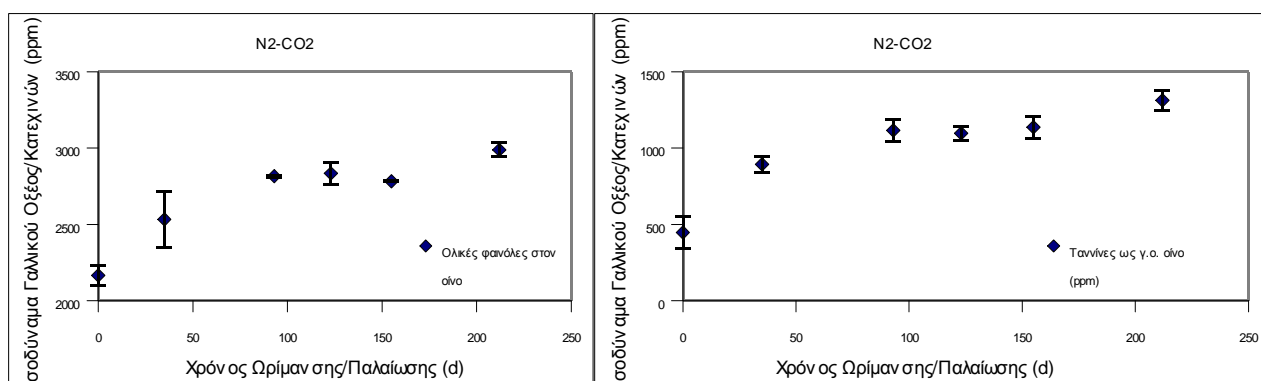 N2-CO2
σοδύναμα Γαλλικού Οξέος/Κατεχινών (ppm)
3500
3000
2500
2000
0
50
100
150
200
250
Ολικές φαινόλες στον
οίνο
Χρόνος Ωρίμανσης/Παλαίωσης (d)
N2-CO2
σοδύναμα Γαλλικού Οξέος/Κατεχινών (ppm)
1500
1000
500
0
0
50
100
150
200
250
Ταννίνες ως γ.ο. οίνο
(ppm)
Χρόνος Ωρίμανσης/Παλαίωσης (d)